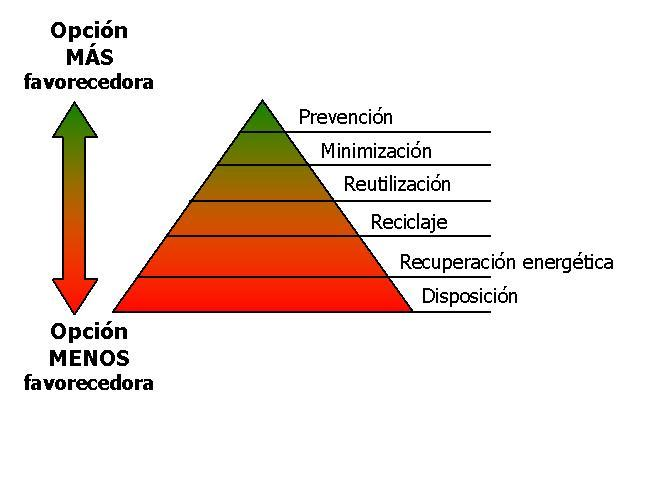 Opción
MÁS
favorecedora
Prevención
Minimización
Reutilización
Reciclaje
Recuperación energética
Disposición
Opción
MENOS
favorecedora